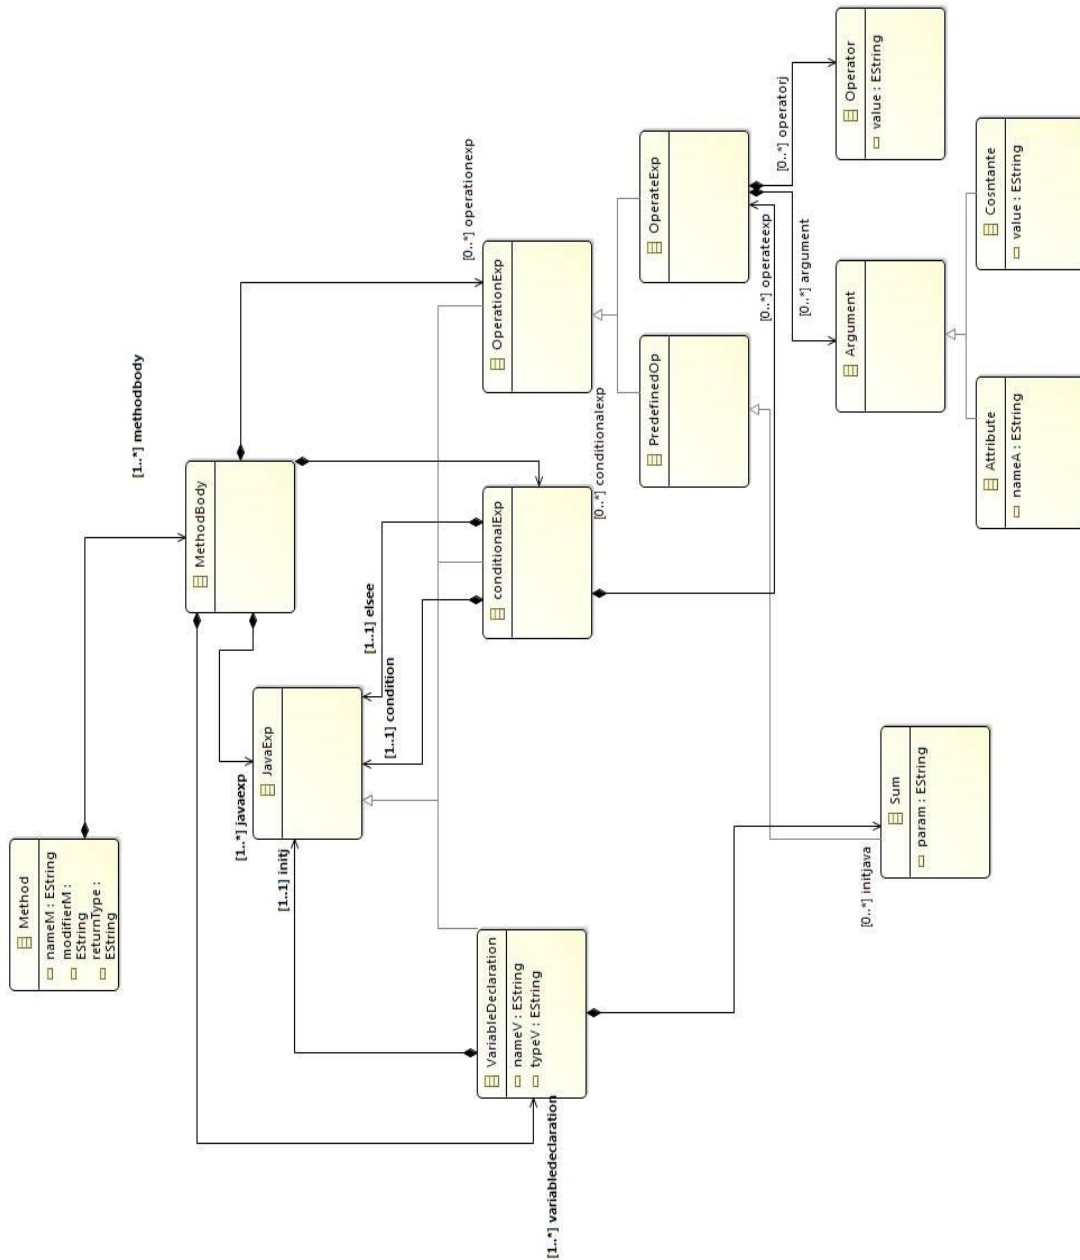 Method
nameM : EString
modifierM :
EString
returnType :
EString
[1..*] methodbody
MethodBody
[1..*] javaexp
JavaExp
[1..1] initj
[1..1] condition
[1..1] elsee
[0..*] operationexp
VariableDeclaration
nameV : EString
typeV : EString
[1..*] variabledeclaration
conditionalExp
[0..*] conditionalexp
OperationExp
PredefinedOp
OperateExp
[0..*] operateexp
[0..*] argument
[0..*] operatorj
[0..*] initjava
Sum
param : EString
Argument
Operator
value : EString
Attribute
nameA : EString
Cosntante
value : EString